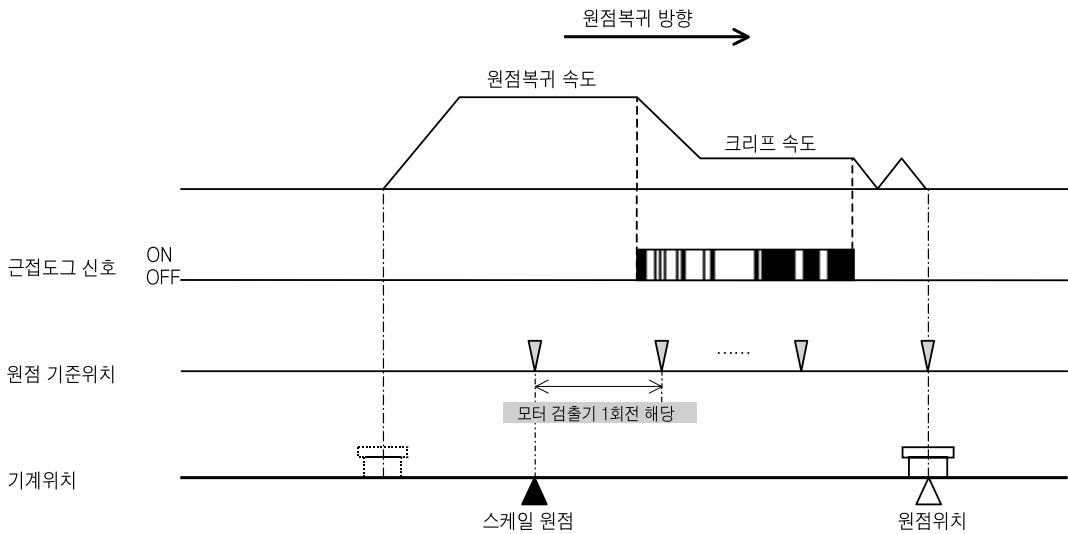 원점복귀 방향
원점복귀 속도
크리프 속도
근접도그 신호
ON
OFF
원점 기준위치
......
모터 검출기 1회전 해당
기계위치
스케일 원점
원점위치